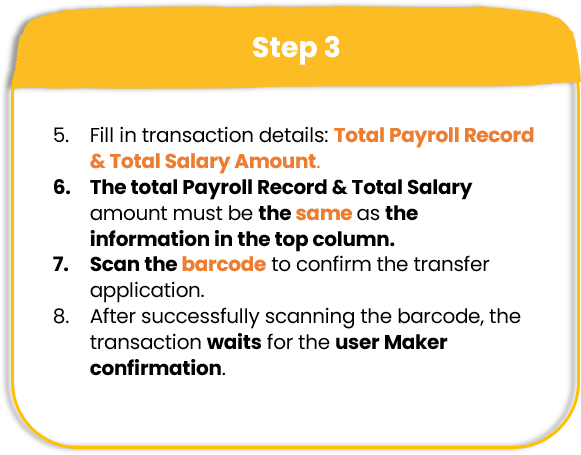 Step 3
5. Fill in transaction details: Total Payroll Record
& Total Salary Amount.
6. The total Payroll Record & Total Salary
amount must be the same as the
information in the top column.
7. Scan the barcode to confirm the transfer
application.
8. After successfully scanning the barcode, the
transaction waits for the user Maker
confirmation.